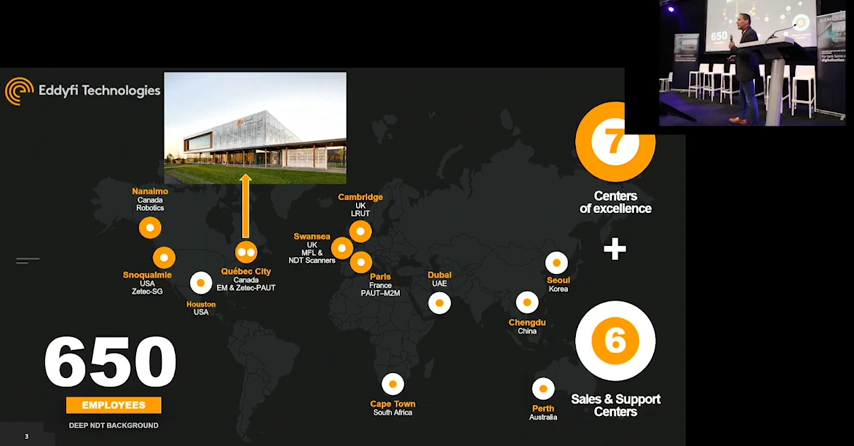 Eddyfi Technologies
7
Centers
of excellence
+
6
Sales & Support
Centers
Nanaimo
Canada
Robotics
Snoqualmie
USA
Zetec-SG
Houston
USA
Québec City
Canada
EM & Zetec-PAUT
Cambridge
UK
LRUT
Swansea
UK
MFL &
NDT Scanners
Paris
France
PAUT–M2M
Dubai
UAE
Seoul
Korea
Chengdu
China
Cape Town
South Africa
Perth
Australia
650
EMPLOYEES
DEEP NDT BACKGROUND
3
650